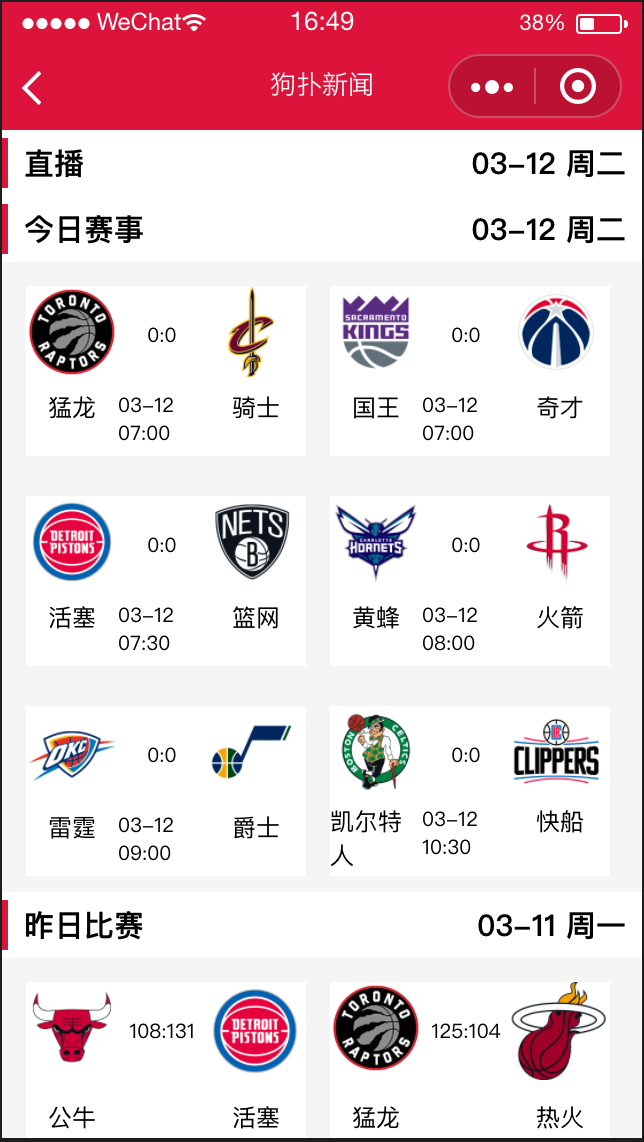 WeChat 16:49 38%
狗扑新闻
直播 03-12 周二
今日赛事 03-12 周二
TORONTO RAPTORS
0:0
猛龙 03-12 07:00 骑士
SACRAMENTO KINGS
0:0
国王 03-12 07:00 奇才
DETROIT PISTONS
0:0
NETS B
活塞 03-12 07:30 篮网
CHARLOTTE HORNETS
0:0
R
黄蜂 03-12 08:00 火箭
OKC
0:0
雷霆 03-12 09:00 爵士
BOSTON CELTICS
0:0
CLIPPERS
凯尔特人 03-12 10:30 快船
昨日比赛 03-11 周一
108:131
DETROIT PISTONS
公牛 活塞
TORONTO RAPTORS
125:104
猛龙 热火